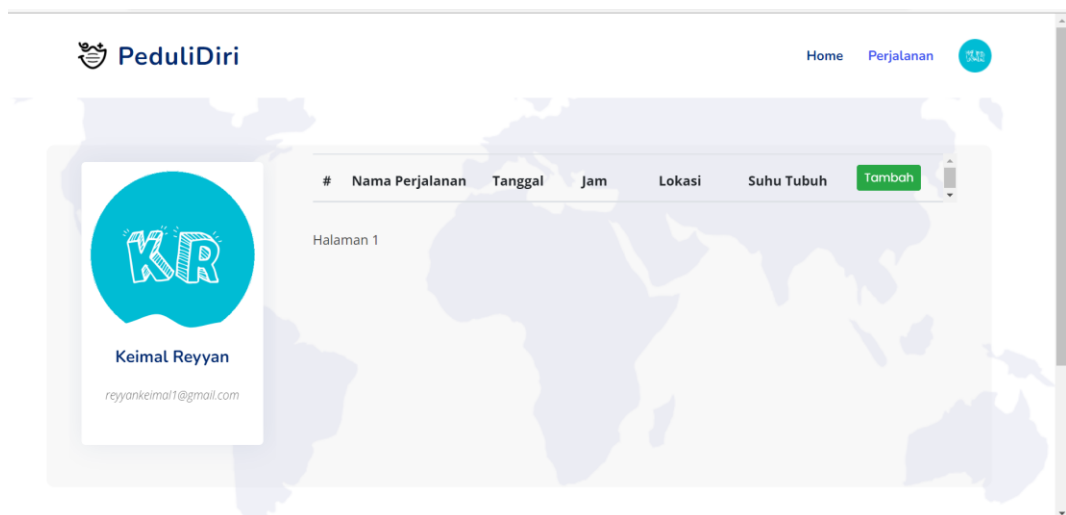 PeduliDiri
Home Perjalanan KR
KR
Keimal Reyyan
reyyankeimal1@gmail.com
# Nama Perjalanan Tanggal Jam Lokasi Suhu Tubuh Tambah
Halaman 1